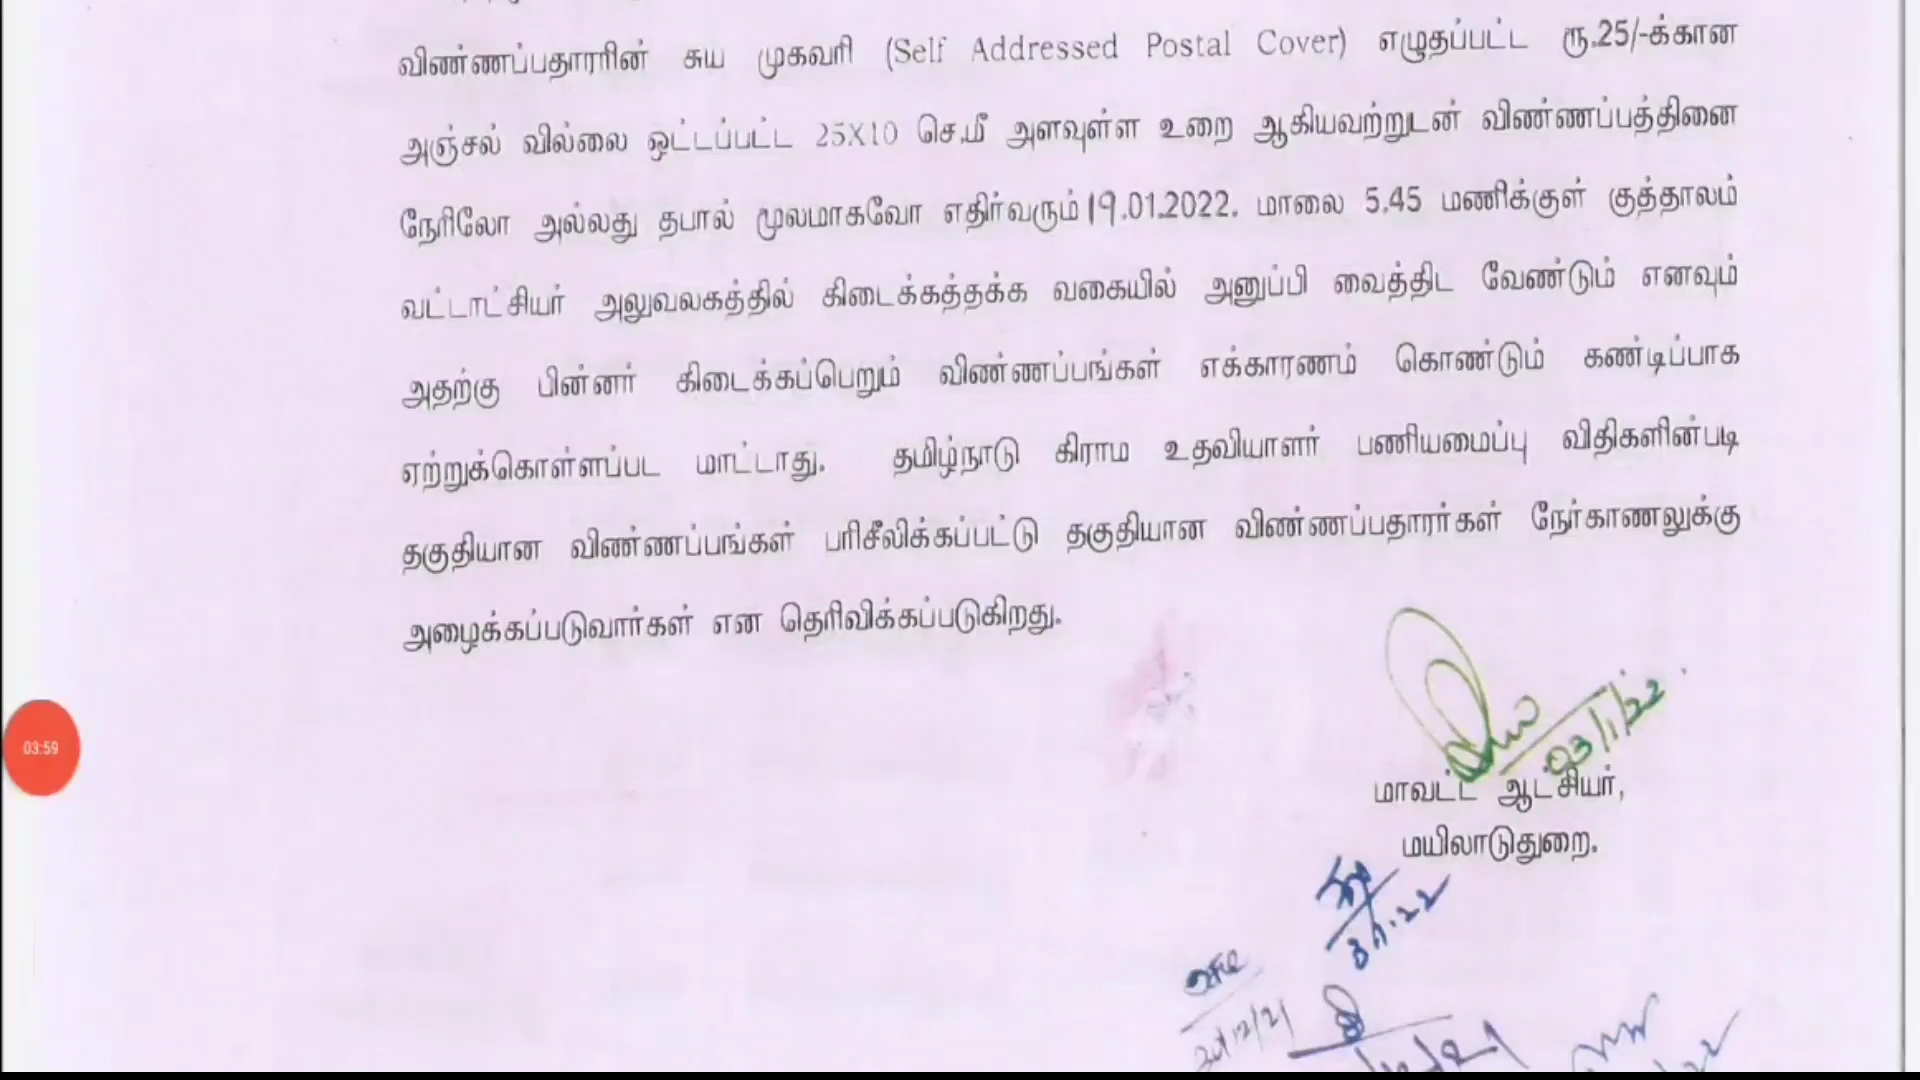 விண்ணப்பதாரரின் சுய முகவரி (Self Addressed Postal Cover) எழுதப்பட்ட ரூ.25/-க்கான
அஞ்சல் வில்லை ஒட்டப்பட்ட 25X10 செ.மீ அளவுள்ள உறை ஆகியவற்றுடன் விண்ணப்பத்தினை
நேரிலோ அல்லது தபால் மூலமாகவோ எதிர்வரும் 19.01.2022. மாலை 5.45 மணிக்குள் குத்தாலம்
வட்டாட்சியர் அலுவலகத்தில் கிடைக்கத்தக்க வகையில் அனுப்பி வைத்திட வேண்டும் எனவும்
அதற்கு பின்னர் கிடைக்கப்பெறும் விண்ணப்பங்கள் எக்காரணம் கொண்டும் கண்டிப்பாக
ஏற்றுக்கொள்ளப்பட மாட்டாது. தமிழ்நாடு கிராம உதவியாளர் பணியமைப்பு விதிகளின்படி
தகுதியான விண்ணப்பங்கள் பரிசீலிக்கப்பட்டு தகுதியான விண்ணப்பதாரர்கள் நேர்காணலுக்கு
அழைக்கப்படுவார்கள் என தெரிவிக்கப்படுகிறது.
03:59
03/1/22
மாவட்ட ஆட்சியர்,
மயிலாடுதுறை.